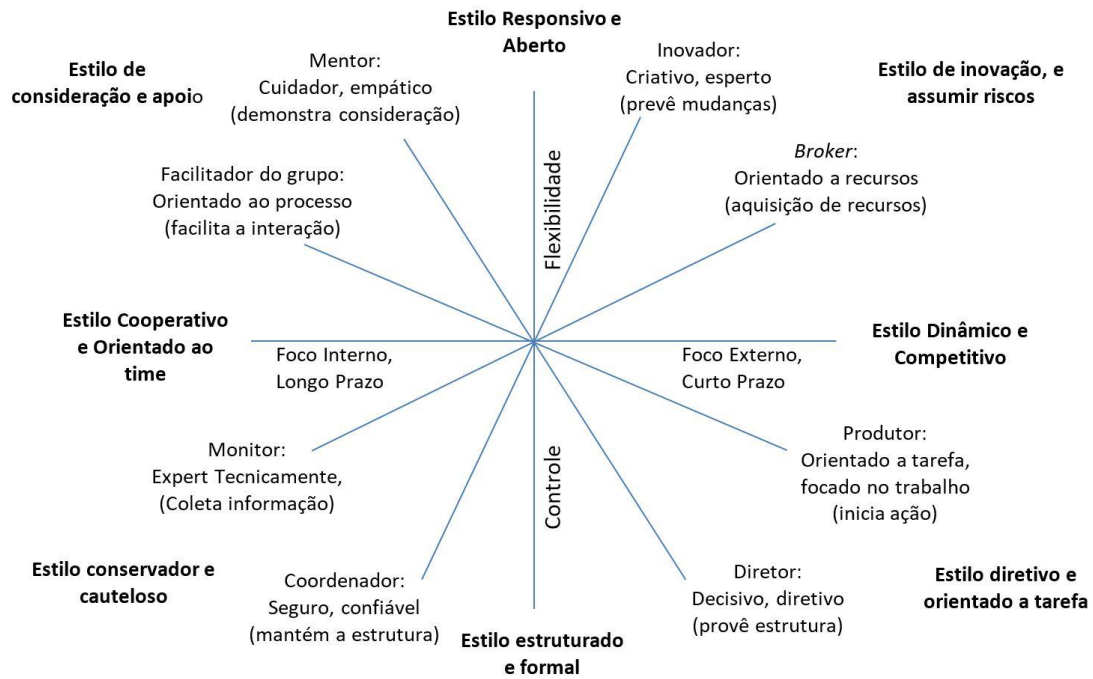 Estilo Responsivo e
Aberto
Estilo de
consideração e apoio
Mentor:
Cuidador, empático
(demonstra consideração)
Inovador:
Criativo, esperto
(prevê mudanças)
Estilo de inovação, e
assumir riscos
Facilitador do grupo:
Orientado ao processo
(facilita a interação)
Flexibilidade
Broker:
Orientado a recursos
(aquisição de recursos)
Estilo Cooperativo
e Orientado ao
time
Foco Interno,
Longo Prazo
Foco Externo,
Curto Prazo
Estilo Dinâmico e
Competitivo
Monitor:
Expert Tecnicamente,
(Coleta informação)
Controle
Produtor:
Orientado a tarefa,
focado no trabalho
(inicia ação)
Estilo conservador e
cauteloso
Coordenador:
Seguro, confiável
(mantém a estrutura)
Estilo estruturado
e formal
Diretor:
Decisivo, diretivo
(provê estrutura)
Estilo diretivo e
orientado a tarefa